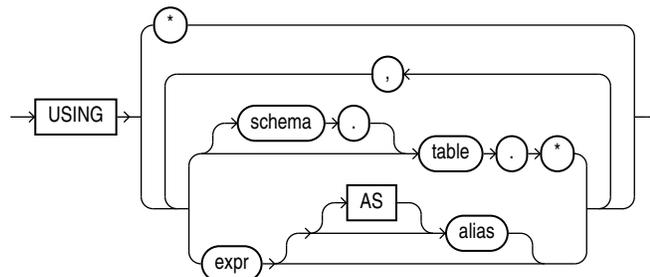 *
,
USING
schema .
table . *
AS
alias
expr